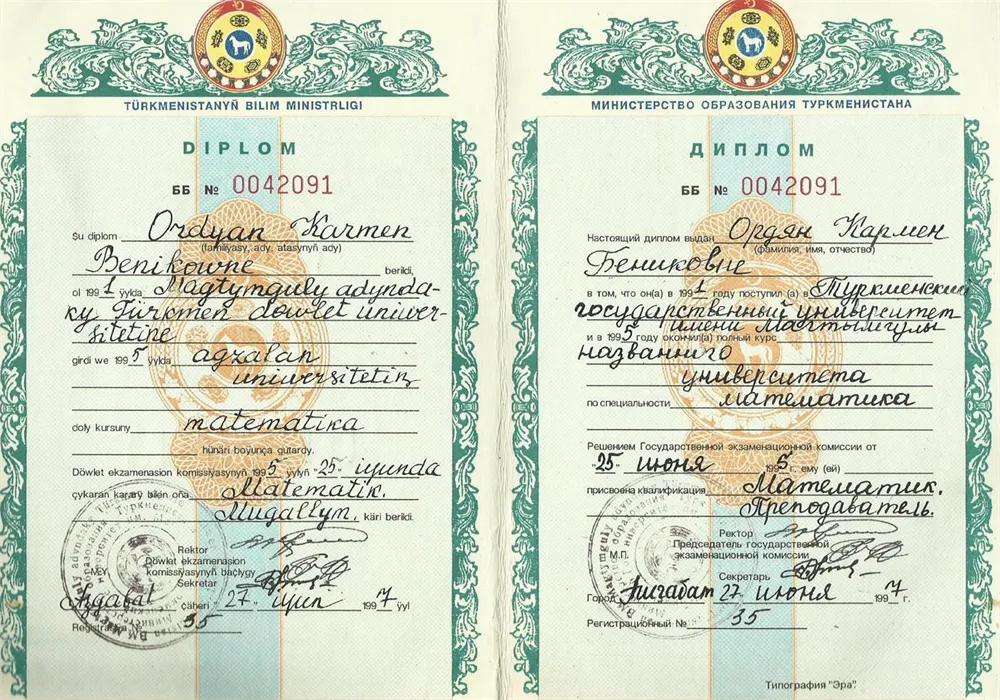 TÜRKMENISTANYŇ BILIM MINISTRLIGI
DIPLOM
ББ № 0042091
Şu diplom Ordyan Karmen
(familiýasy, ady, atasynyň ady)
Benikowne berildi,
ol 1991 ýylda Magtymguly adynda-
ky Türkmen döwlet univer-
sitetine
girdi we 1995 ýylda agzalan
universitetiň
doly kursuny matematika
hünäri boýunça gutardy.
Döwlet ekzamenasion komissiýasynyň 1995 ýylyň "25" iýunda
çykaran karary bilen oňa Matematik.
Mugallym. käri berildi.
Rektor
Döwlet ekzamenasion
M.Ý. komissiýasynyň başlygy
Sekretar
Aşgabat şäheri "27" iýun 1997 ýyl
Registrasiýa № 35
МИНИСТЕРСТВО ОБРАЗОВАНИЯ ТУРКМЕНИСТАНА
ДИПЛОМ
ББ № 0042091
Настоящий диплом выдан Ордян Кармен
(фамилия, имя, отчество)
Бениковне
в том, что он(а) в 1991 году поступил (а) в Туркменский
государственный университет
имени Магтымгулы
и в 1995 году окончил(а) полный курс
названного
университета
по специальности математика
Решением Государственной экзаменационной комиссии от
"25" июня 1995 г. ему (ей)
присвоена квалификация Математик.
Преподаватель.
Ректор
Председатель государственной
М.П. экзаменационной комиссии
Секретарь
Город Ашгабат 27 июня 1997 г.
Регистрационный № 35
Типография "Эра".